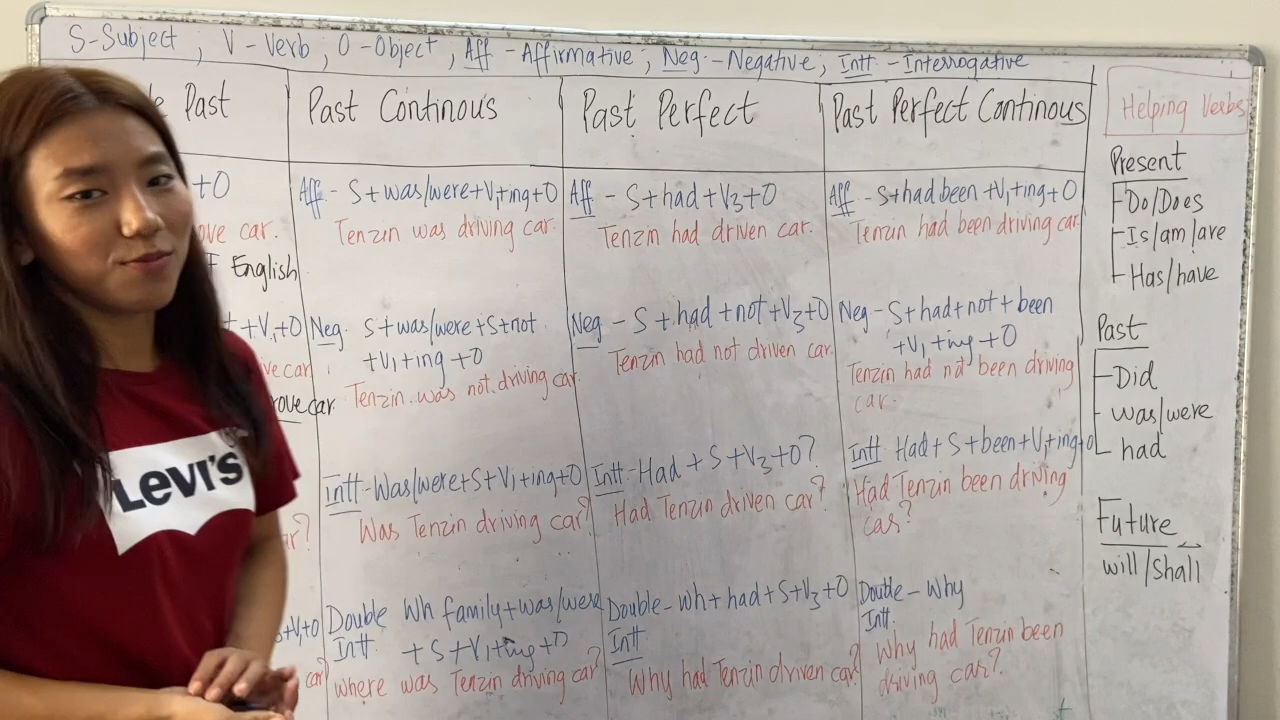 S-Subject ; V-Verb ; O-Object , Aff -Affirmative ; Neg.-Negative ; Intt -Interrogative
Past
+O
ove car.
English
+V1+O
ve car
ove car.
ar?
+V+O
car?
LEVI'S
Past Continous
Aff - S+was/were+V1+ing+O
Tenzin was driving car.
Neg. S+was/were+S+not
+V1+ing+O
Tenzin was not driving car.
Intt-Was/were+S+V1+ing+O
Was Tenzin driving car?
Double Wh family+was/were
Intt. +S+V1+ing+O
where was Tenzin driving car?
Past Perfect
Aff - S+had+V3+O
Tenzin had driven car.
Neg - S+had+not+V3+O
Tenzin had not driven car.
Intt-Had+S+V3+O?
Had Tenzin driven car?
Double-Wh+had+S+V3+O
Intt
Why had Tenzin driven car?
Past Perfect Continous
Aff - S+had been+V1+ing+O
Tenzin had been driving car.
Neg-S+had+not+been
+V1+ing+O
Tenzin had not been driving
car.
Intt Had+S+been+V1+ing+O
Had Tenzin been driving
car?
Double-Why
Intt.
Why had Tenzin been
driving car?
Helping Verbs
Present
Do/Does
Is/am/are
Has/have
Past
Did
was/were
had
Future
will/shall